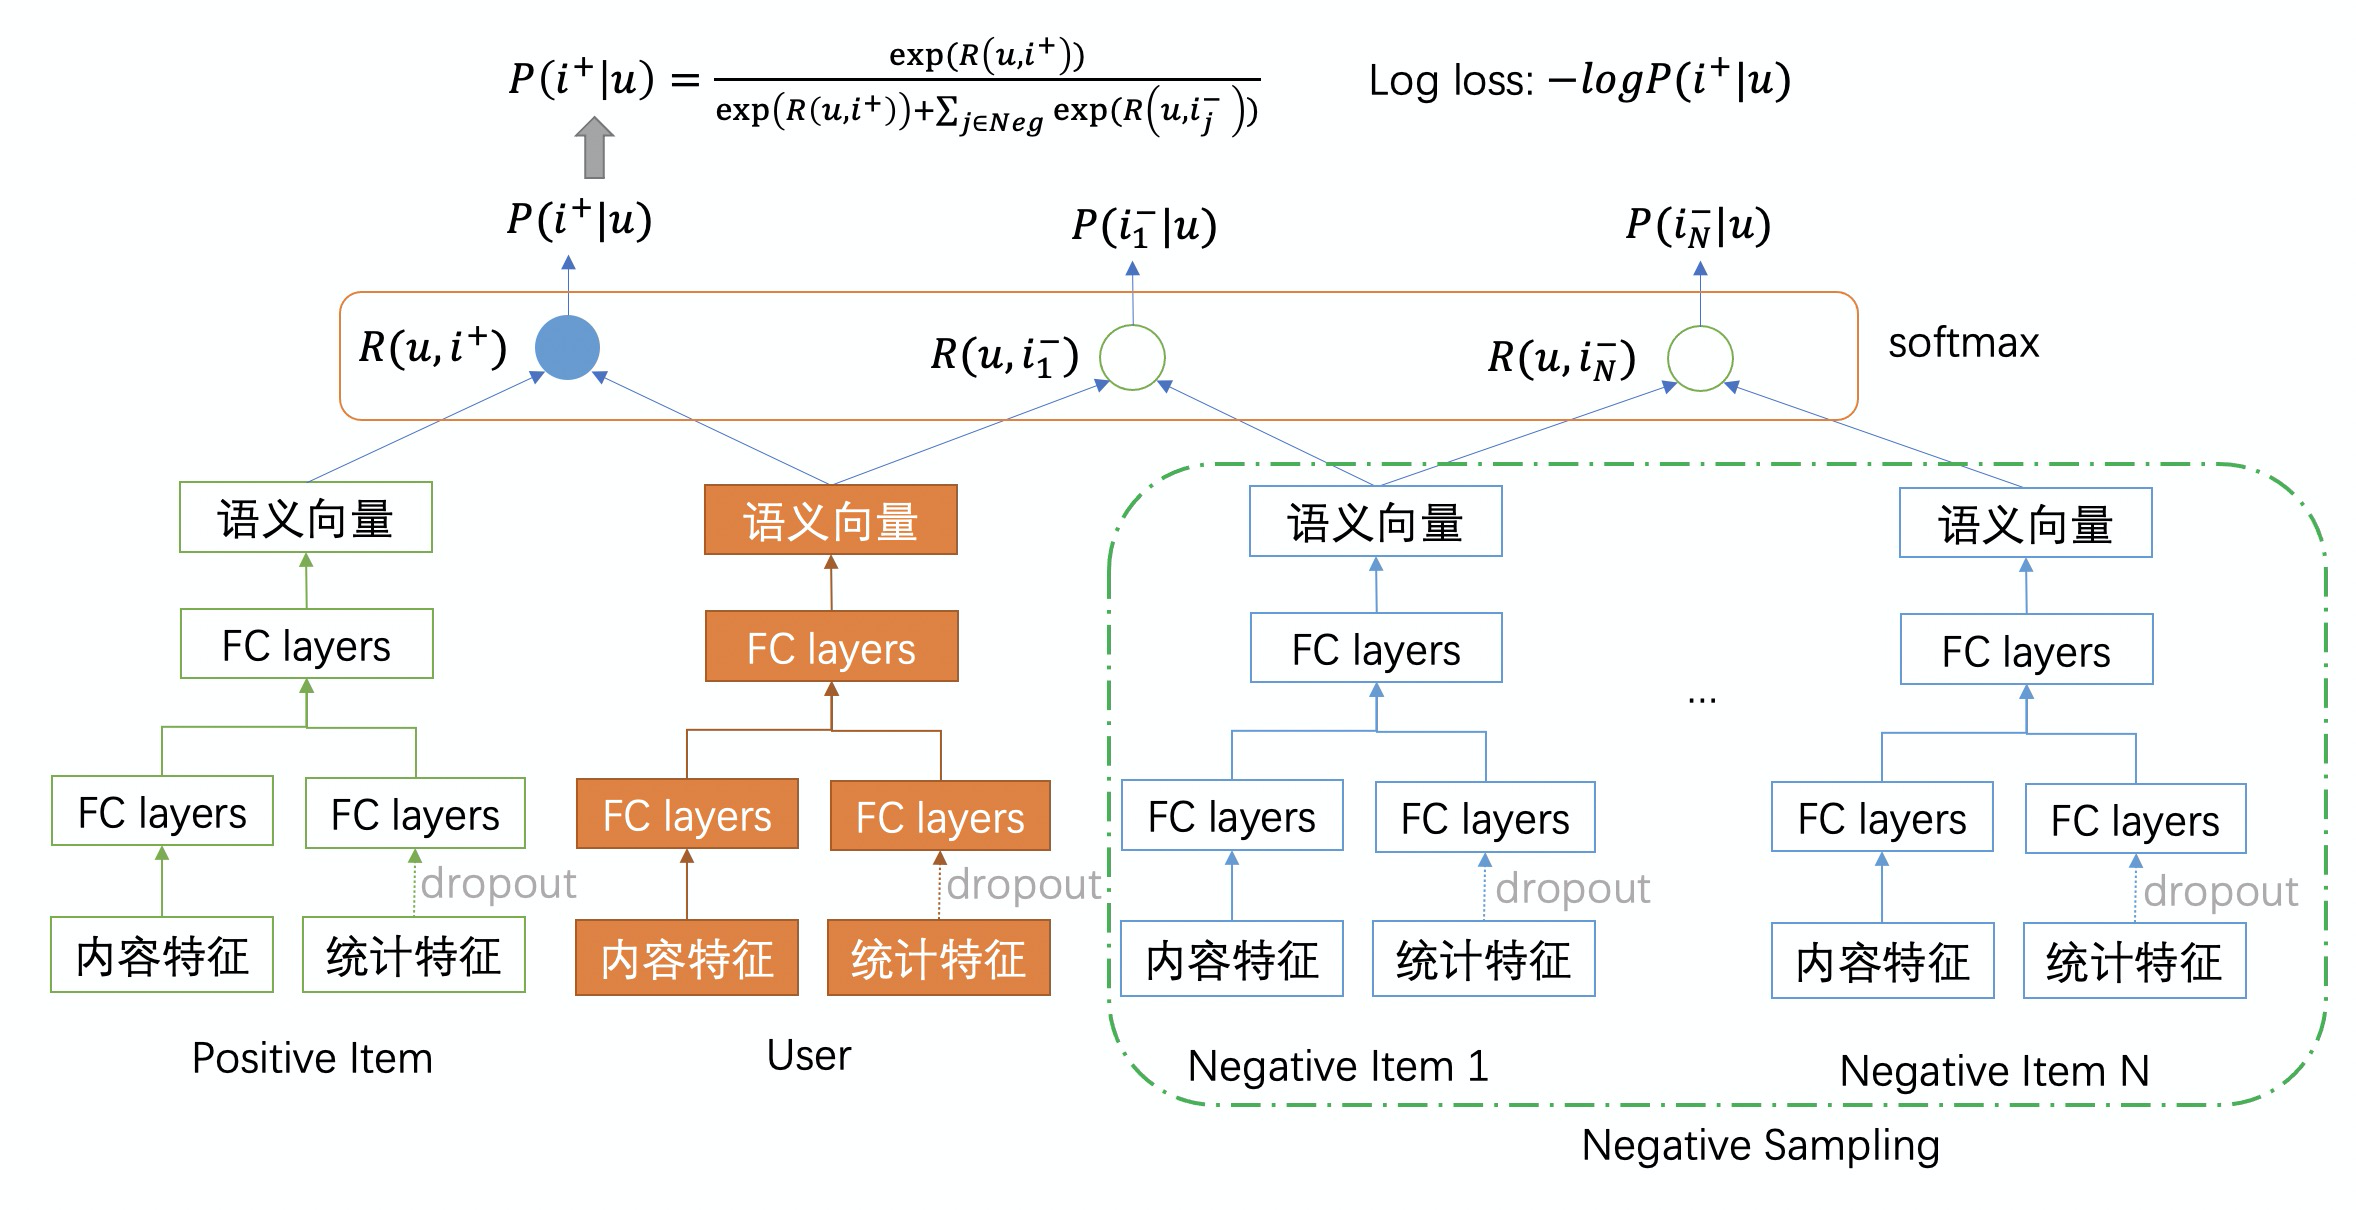 P(i⁺|u) = exp(R(u,i⁺)) / exp(R(u,i⁺))+∑_{j∈Neg} exp(R(u,i_j⁻))
Log loss: −logP(i⁺|u)
P(i⁺|u)
P(i₁⁻|u)
P(i_N⁻|u)
R(u,i⁺)
R(u,i₁⁻)
R(u,i_N⁻)
softmax
语义向量
语义向量
语义向量
语义向量
FC layers
FC layers
FC layers
FC layers
...
FC layers
FC layers
FC layers
FC layers
FC layers
FC layers
FC layers
FC layers
dropout
dropout
dropout
dropout
内容特征
统计特征
内容特征
统计特征
内容特征
统计特征
内容特征
统计特征
Positive Item
User
Negative Item 1
Negative Item N
Negative Sampling